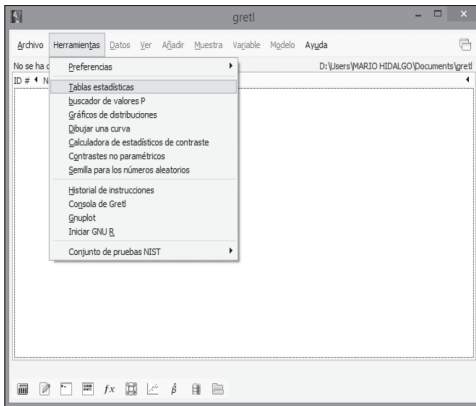 gretl
Archivo Herramientas Datos Ver Añadir Muestra Variable Modelo Ayuda
No se ha
D:\Users\MARIO HIDALGO\Documents\gretl
ID #
Preferencias
Tablas estadísticas
buscador de valores P
Gráficos de distribuciones
Dibujar una curva
Calculadora de estadísticos de contraste
Contrastes no paramétricos
Semilla para los números aleatorios
Historial de instrucciones
Consola de Gretl
Gnuplot
Iniciar GNU R
Conjunto de pruebas NIST
fx β̂